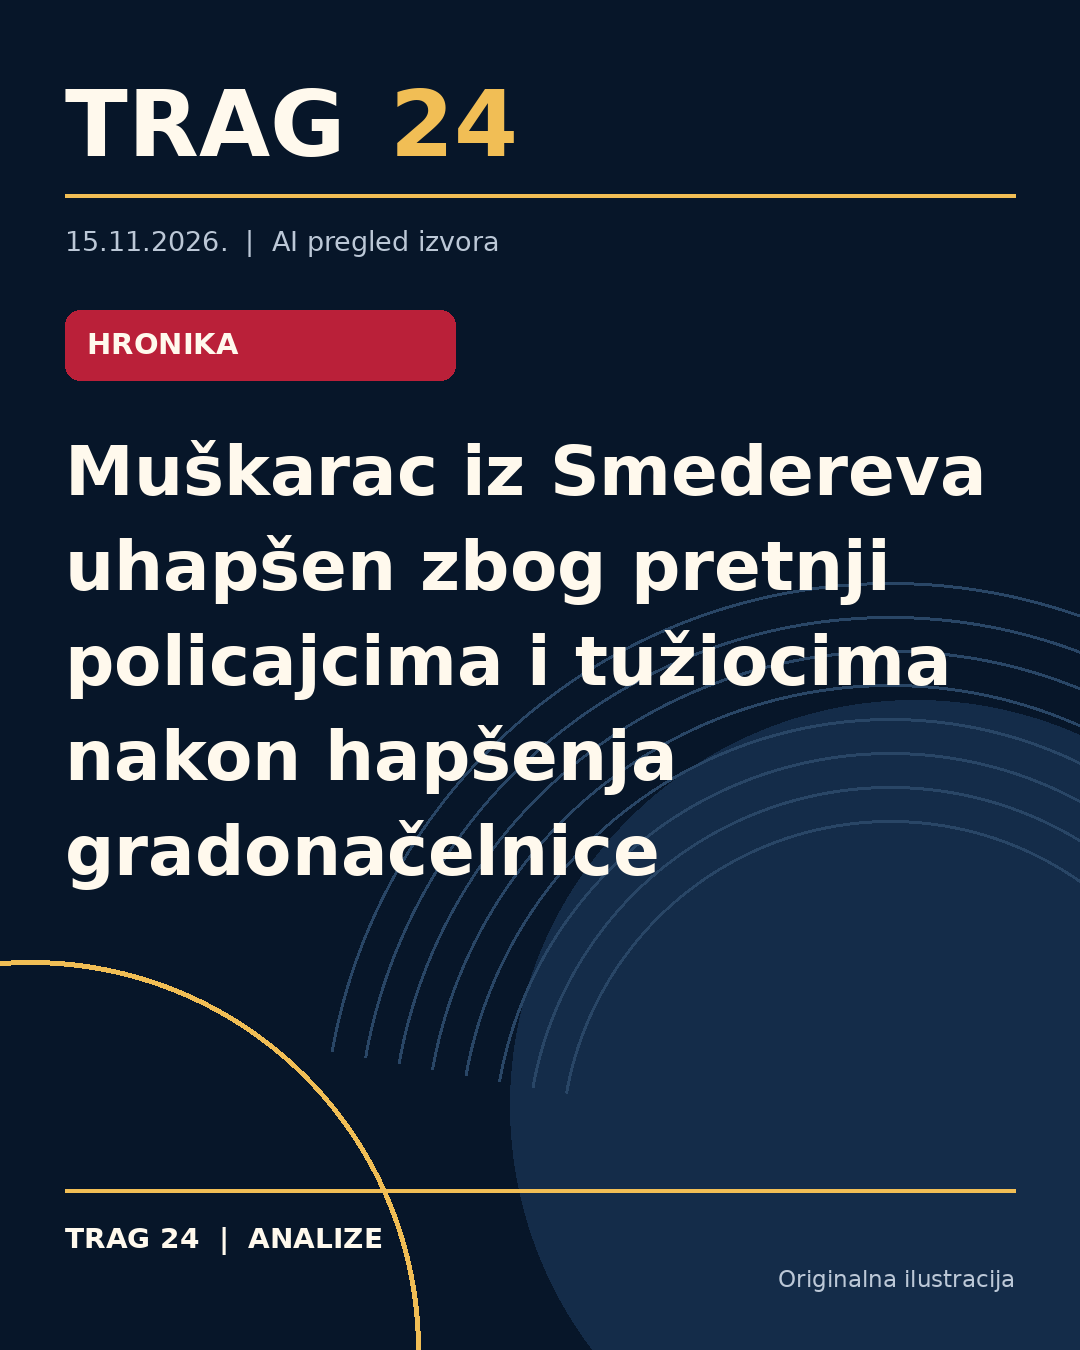 TRAG 24
15.11.2026. | AI pregled izvora
HRONIKA
Muškarac iz Smedereva
uhapšen zbog pretnji
policajcima i tužiocima
nakon hapšenja
gradonačelnice
TRAG 24 | ANALIZE
Originalna ilustracija